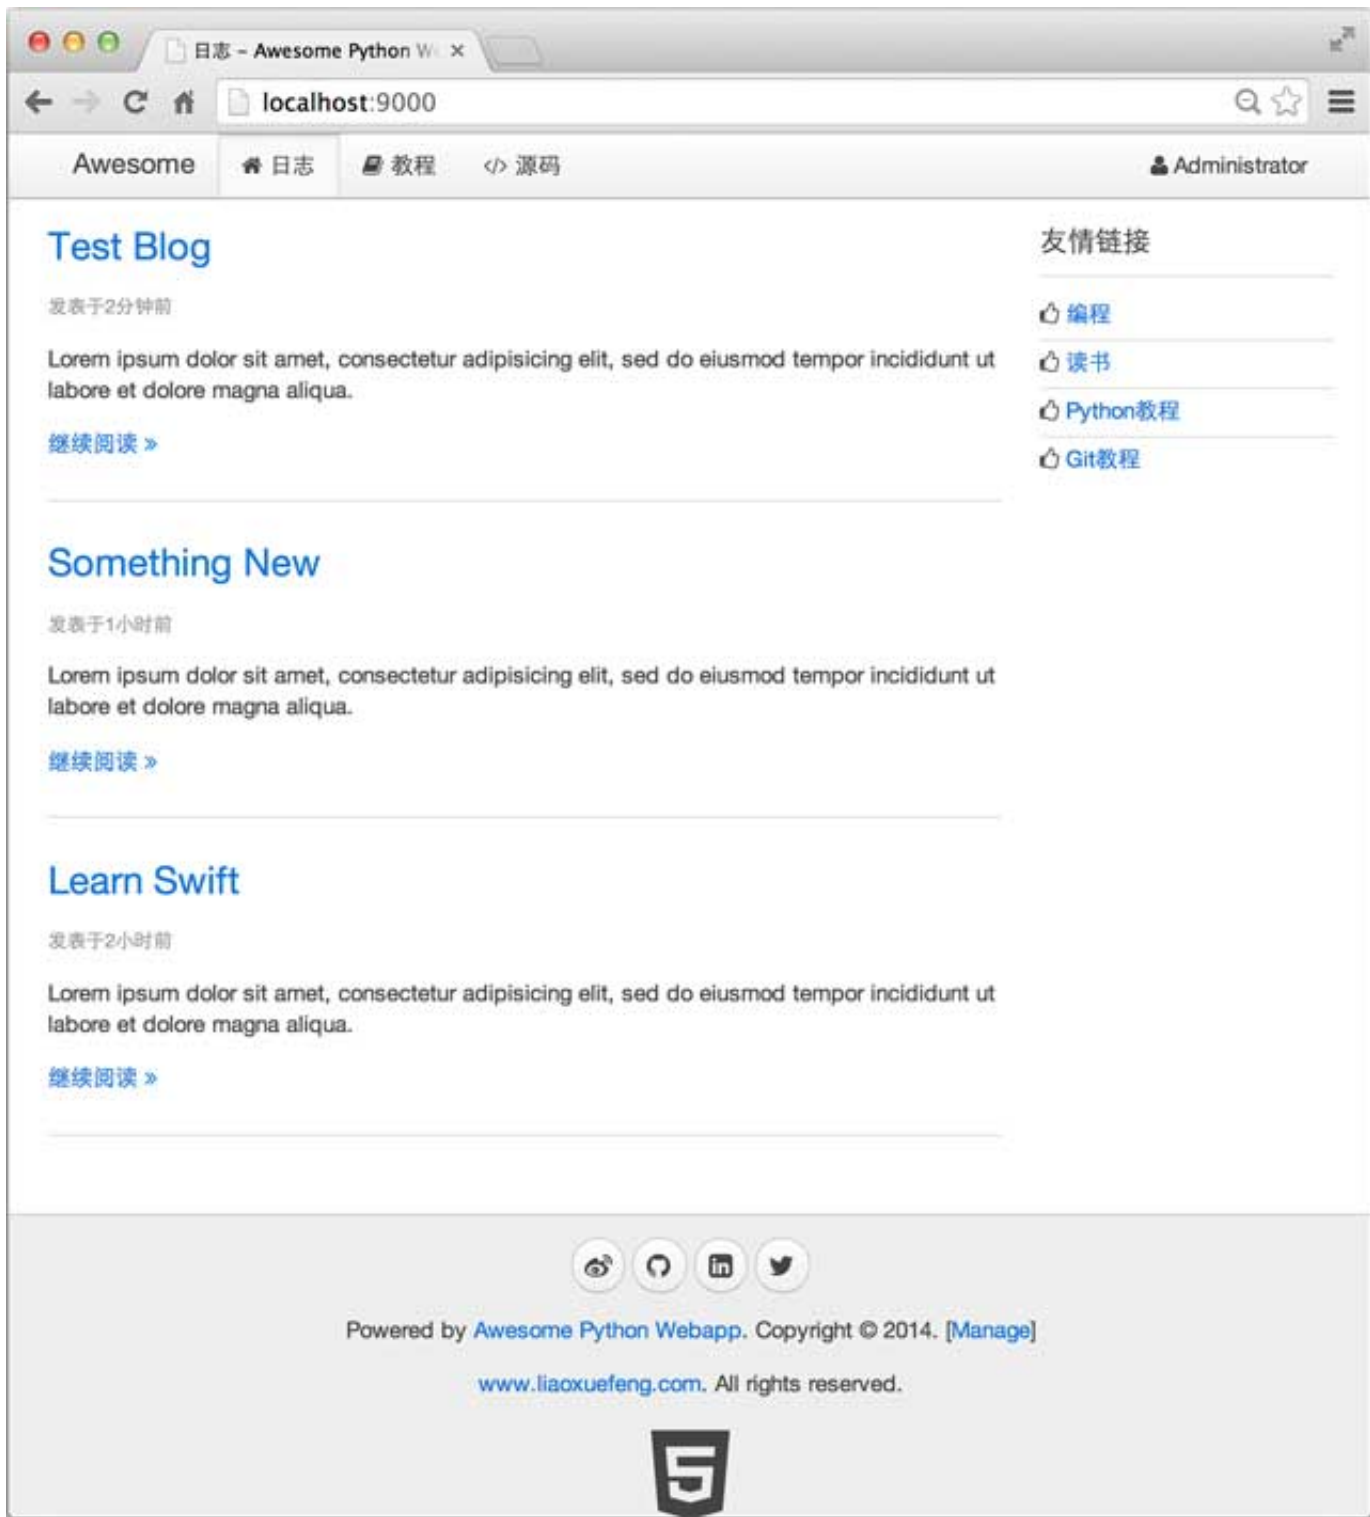 日志 - Awesome Python W
localhost:9000
Awesome 日志 教程 源码 Administrator
Test Blog
发表于2分钟前
Lorem ipsum dolor sit amet, consectetur adipisicing elit, sed do eiusmod tempor incididunt ut
labore et dolore magna aliqua.
继续阅读 »
Something New
发表于1小时前
Lorem ipsum dolor sit amet, consectetur adipisicing elit, sed do eiusmod tempor incididunt ut
labore et dolore magna aliqua.
继续阅读 »
Learn Swift
发表于2小时前
Lorem ipsum dolor sit amet, consectetur adipisicing elit, sed do eiusmod tempor incididunt ut
labore et dolore magna aliqua.
继续阅读 »
友情链接
编程
读书
Python教程
Git教程
Powered by Awesome Python Webapp. Copyright © 2014. [Manage]
www.liaoxuefeng.com. All rights reserved.